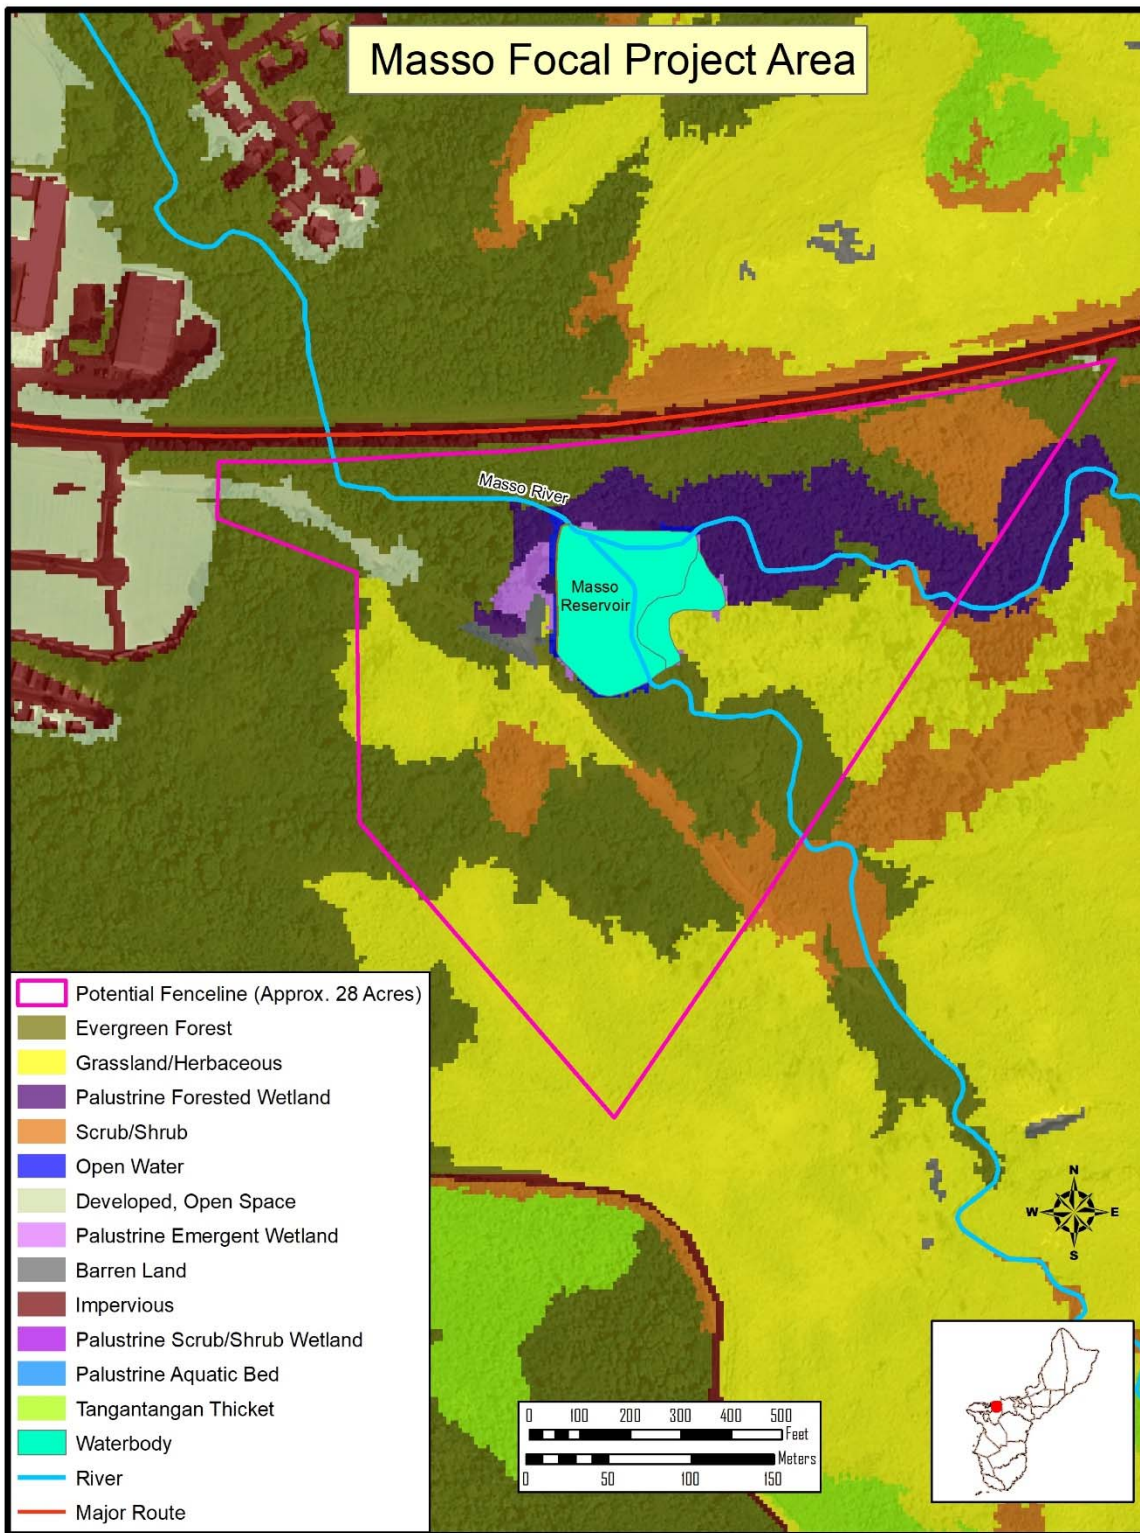 Masso Focal Project Area
Masso River
Masso
Reservoir
Potential Fenceline (Approx. 28 Acres)
Evergreen Forest
Grassland/Herbaceous
Palustrine Forested Wetland
Scrub/Shrub
Open Water
Developed, Open Space
Palustrine Emergent Wetland
Barren Land
Impervious
Palustrine Scrub/Shrub Wetland
Palustrine Aquatic Bed
Tangantangan Thicket
Waterbody
River
Major Route
N
W E
S
0 100 200 300 400 500
Feet
Meters
0 50 100 150